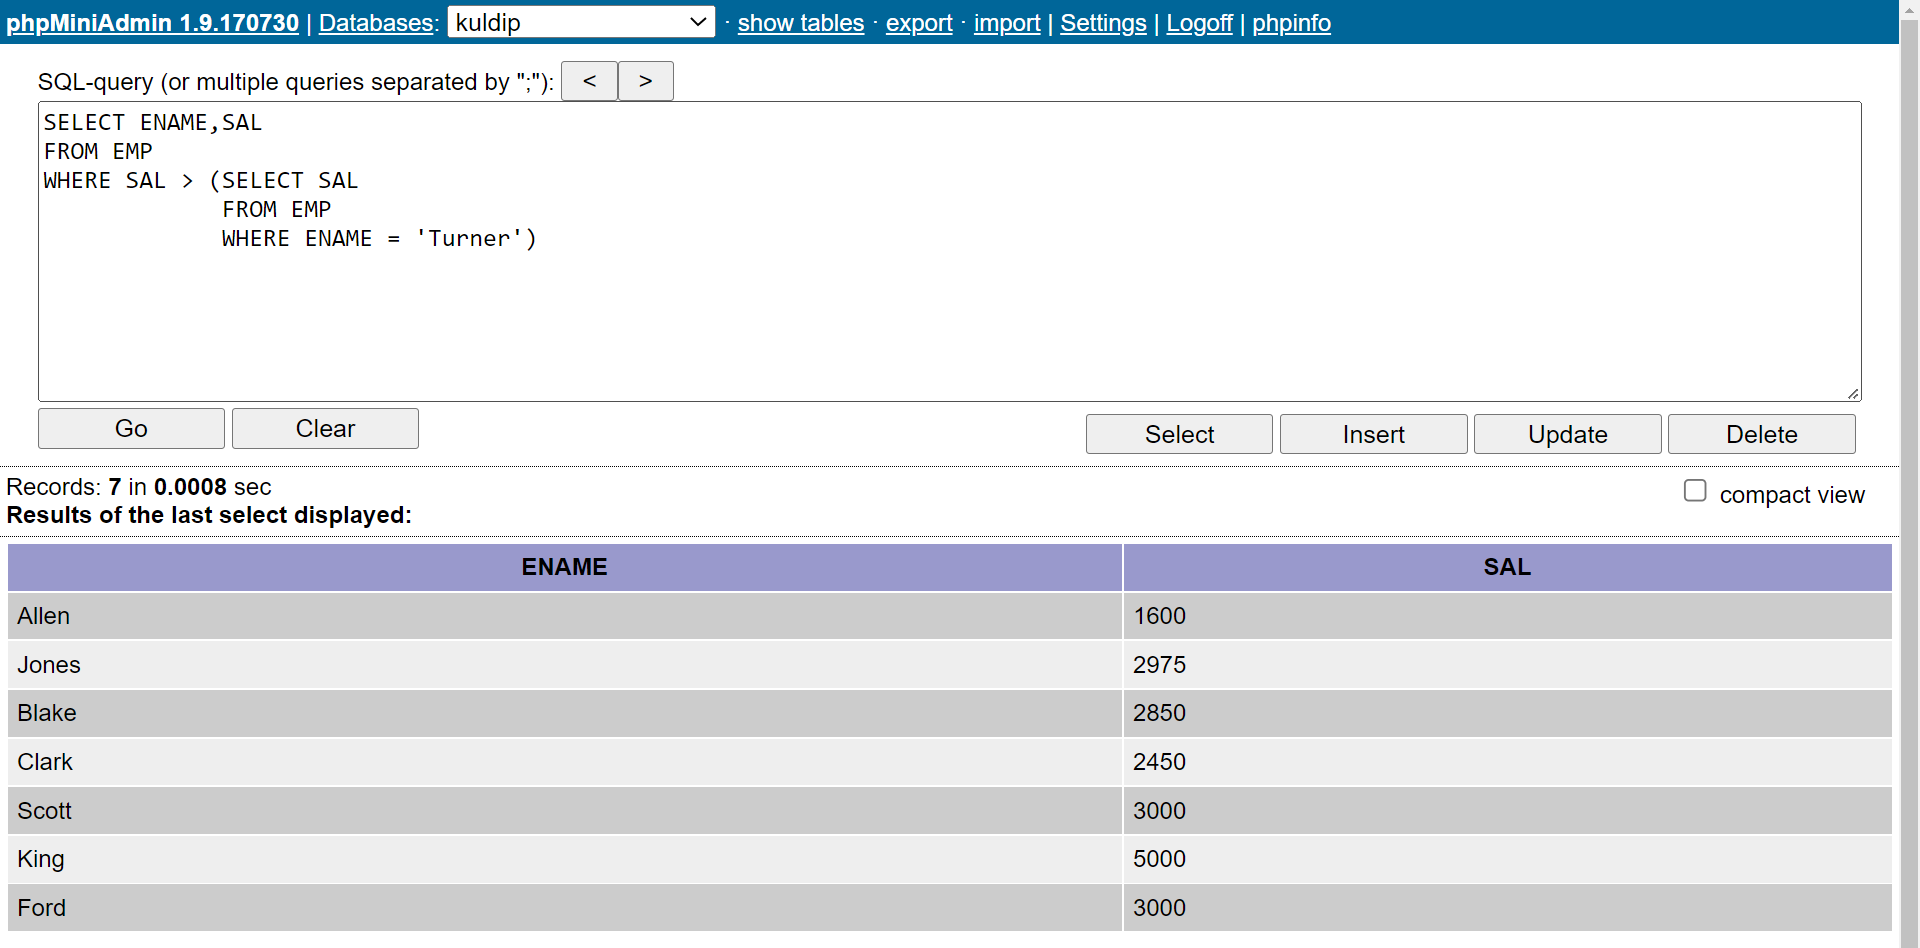 phpMiniAdmin 1.9.170730 | Databases: kuldip · show tables · export · import | Settings | Logoff | phpinfo
SQL-query (or multiple queries separated by ";"): < >
SELECT ENAME,SAL
FROM EMP
WHERE SAL > (SELECT SAL
FROM EMP
WHERE ENAME = 'Turner')
Go Clear Select Insert Update Delete
Records: 7 in 0.0008 sec compact view
Results of the last select displayed:
ENAME SAL
Allen 1600
Jones 2975
Blake 2850
Clark 2450
Scott 3000
King 5000
Ford 3000